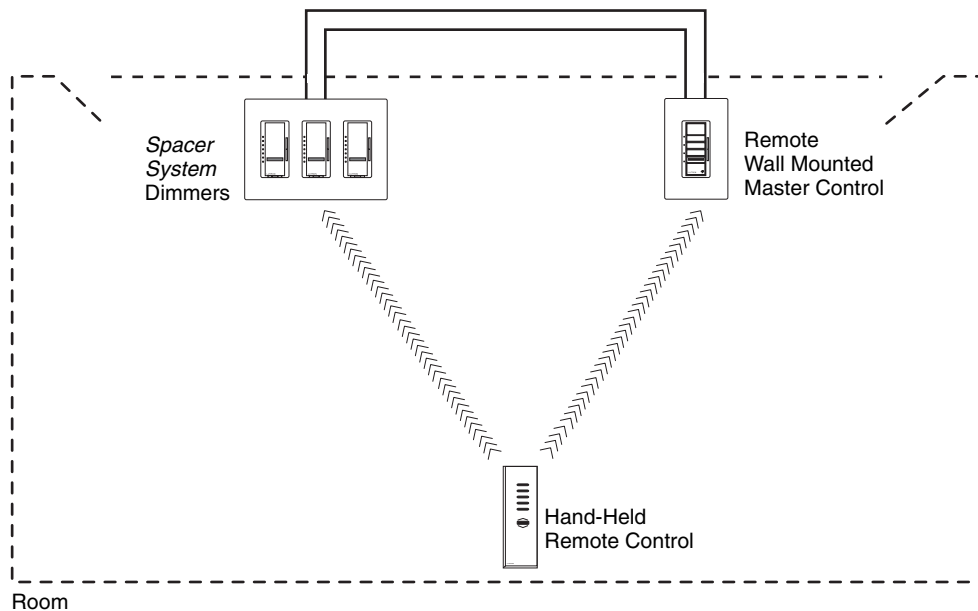 Spacer
System
Dimmers
Remote
Wall Mounted
Master Control
Hand-Held
Remote Control
Room